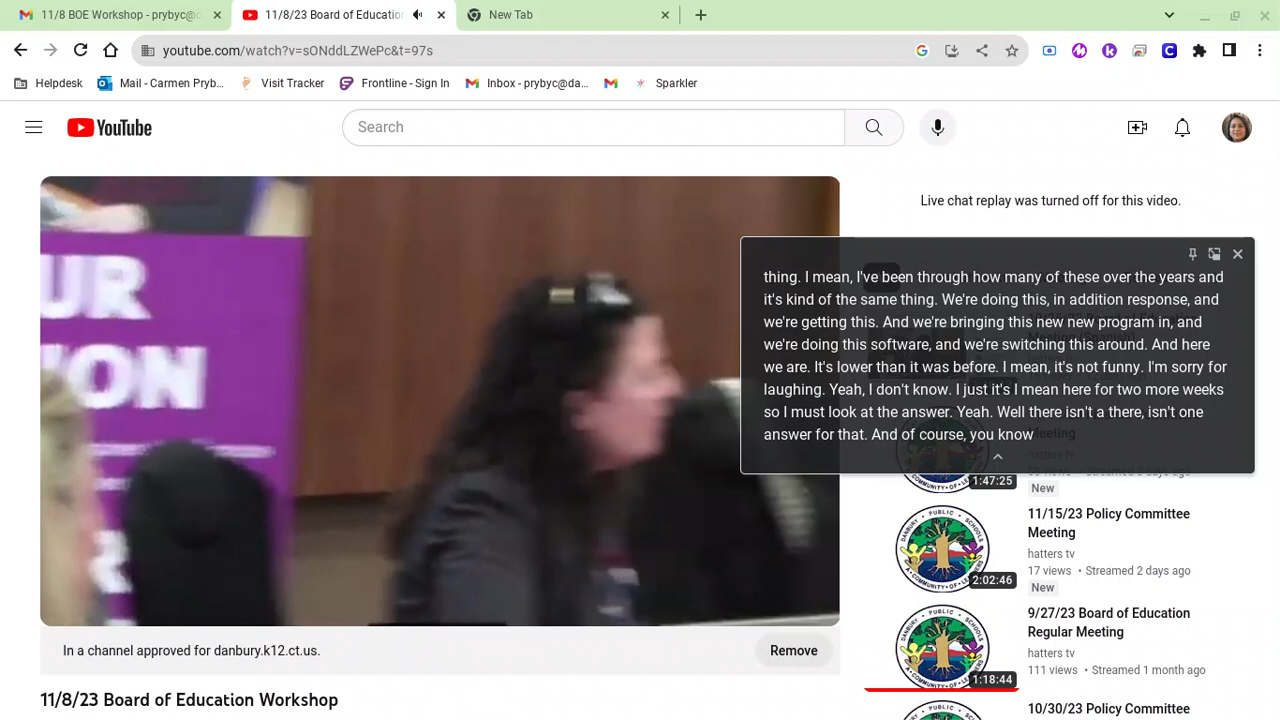 11/8 BOE Workshop - prybyc@
11/8/23 Board of Education
New Tab
youtube.com/watch?v=sONddLZWePc&t=97s
Helpdesk
Mail - Carmen Pryb...
Visit Tracker
Frontline - Sign In
Inbox - prybyc@da...
Sparkler
YouTube
Search
Live chat replay was turned off for this video.
UR
ION
thing. I mean, I've been through how many of these over the years and
it's kind of the same thing. We're doing this, in addition response, and
we're getting this. And we're bringing this new new program in, and
we're doing this software, and we're switching this around. And here
we are. It's lower than it was before. I mean, it's not funny. I'm sorry for
laughing. Yeah, I don't know. I just it's I mean here for two more weeks
so I must look at the answer. Yeah. Well there isn't a there, isn't one
answer for that. And of course, you know
Meeting
hatters tv
1:47:25
New
11/15/23 Policy Committee
Meeting
hatters tv
17 views • Streamed 2 days ago
2:02:46
New
9/27/23 Board of Education
Regular Meeting
hatters tv
111 views • Streamed 1 month ago
1:18:44
10/30/23 Policy Committee
In a channel approved for danbury.k12.ct.us.
Remove
11/8/23 Board of Education Workshop